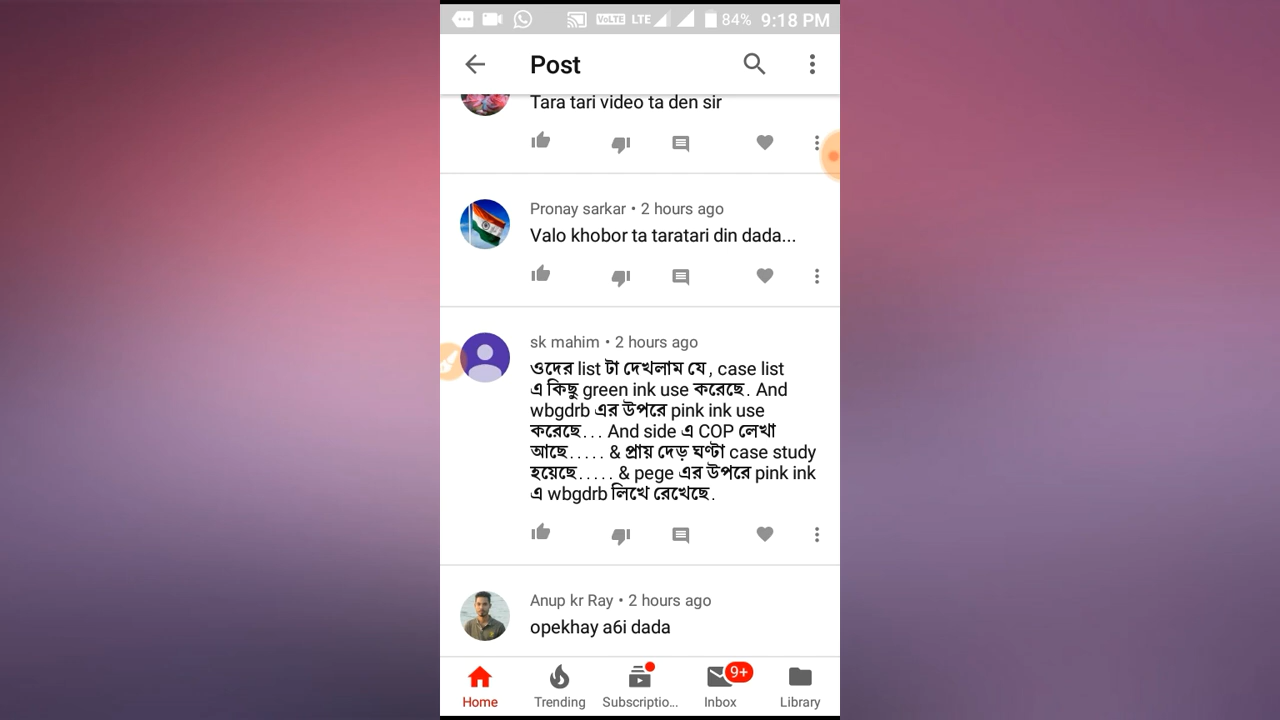 VoLTE LTE 84% 9:18 PM
Post
Tara tari video ta den sir
Pronay sarkar • 2 hours ago
Valo khobor ta taratari din dada...
sk mahim • 2 hours ago
ওদের list টা দেখলাম যে , case list
এ কিছু green ink use করেছে . And
wbgdrb এর উপরে pink ink use
করেছে . . . And side এ COP লেখা
আছে . . . . . & প্রায় দেড় ঘণ্টা case study
হয়েছে . . . . . & pege এর উপরে pink ink
এ wbgdrb লিখে রেখেছে .
Anup kr Ray • 2 hours ago
opekhay a6i dada
9+
Home Trending Subscriptio... Inbox Library